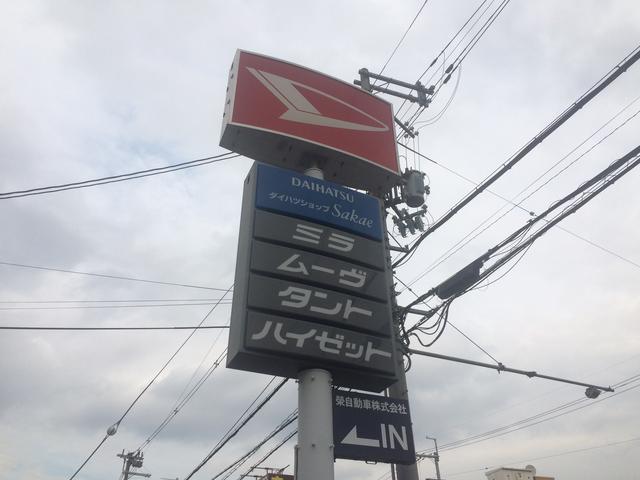 DAIHATSU
ダイハツショップ Sakae
ミラ
ムーヴ
タント
ハイゼット
榮自動車株式会社
IN